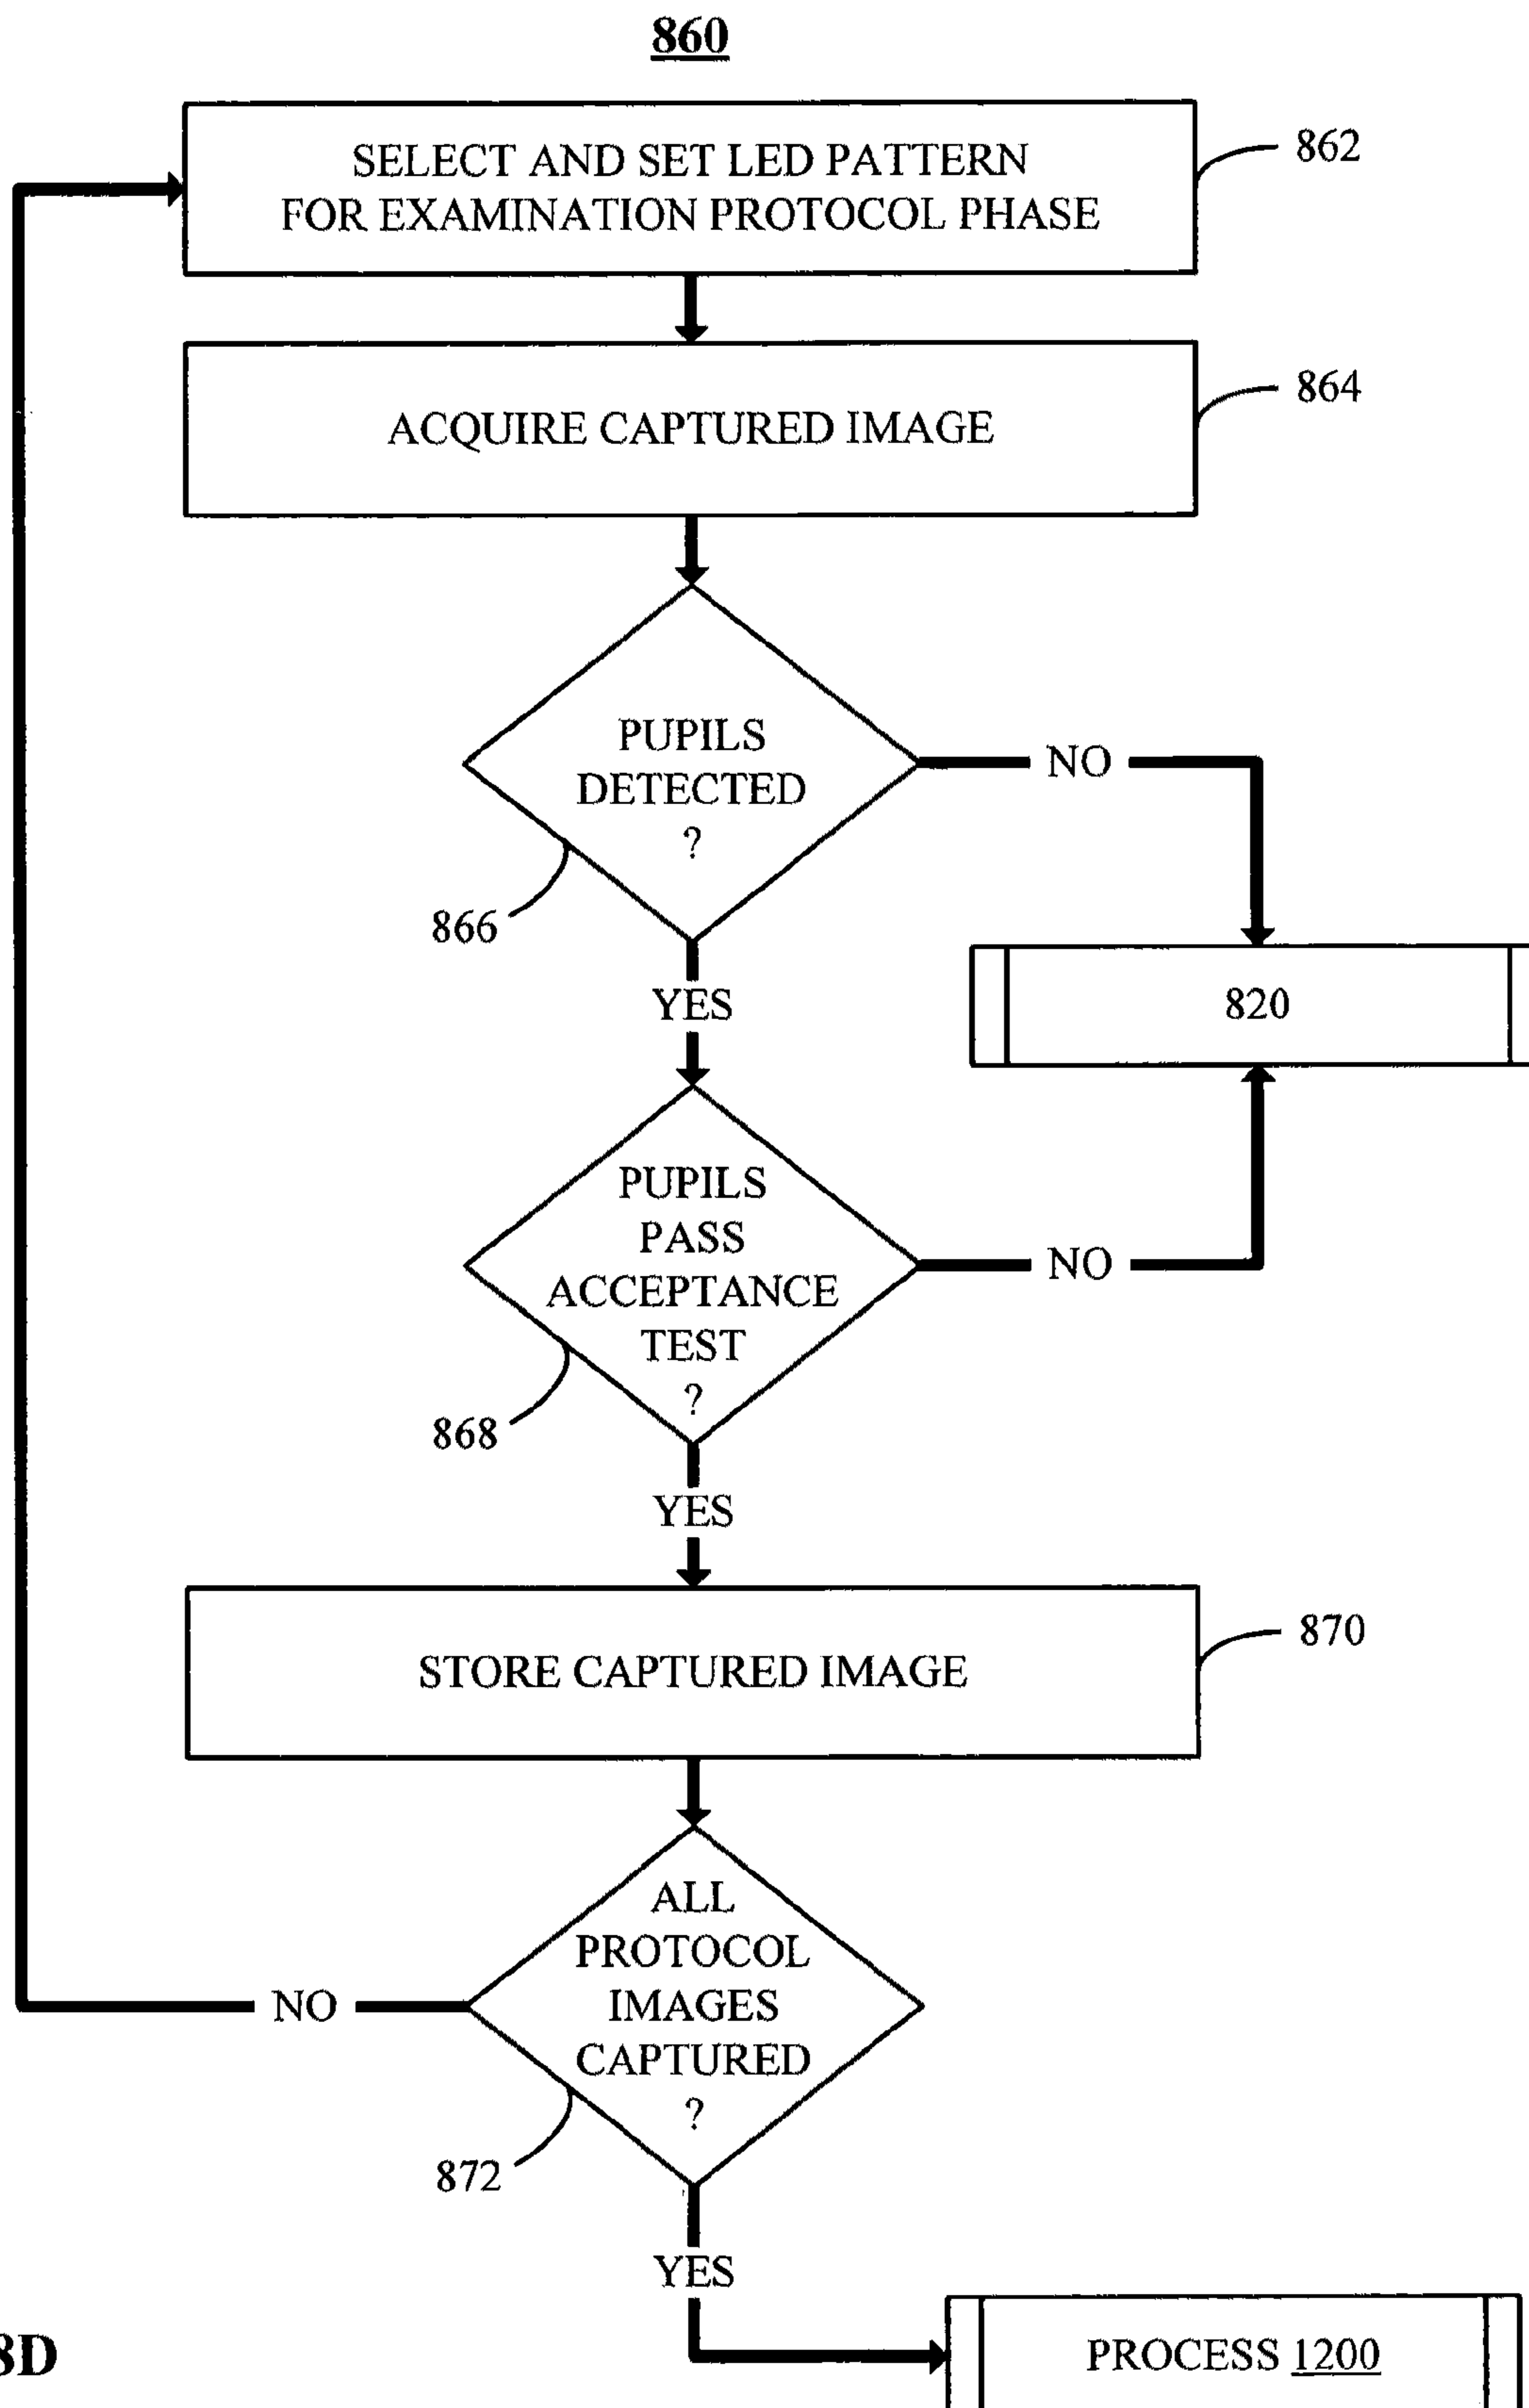 860
SELECT AND SET LED PATTERN
FOR EXAMINATION PROTOCOL PHASE
862
ACQUIRE CAPTURED IMAGE
864
PUPILS
DETECTED
?
NO
866
YES
820
PUPILS
PASS
ACCEPTANCE
TEST
?
NO
868
YES
STORE CAPTURED IMAGE
870
ALL
PROTOCOL
IMAGES
CAPTURED
?
NO
872
YES
8D
PROCESS 1200